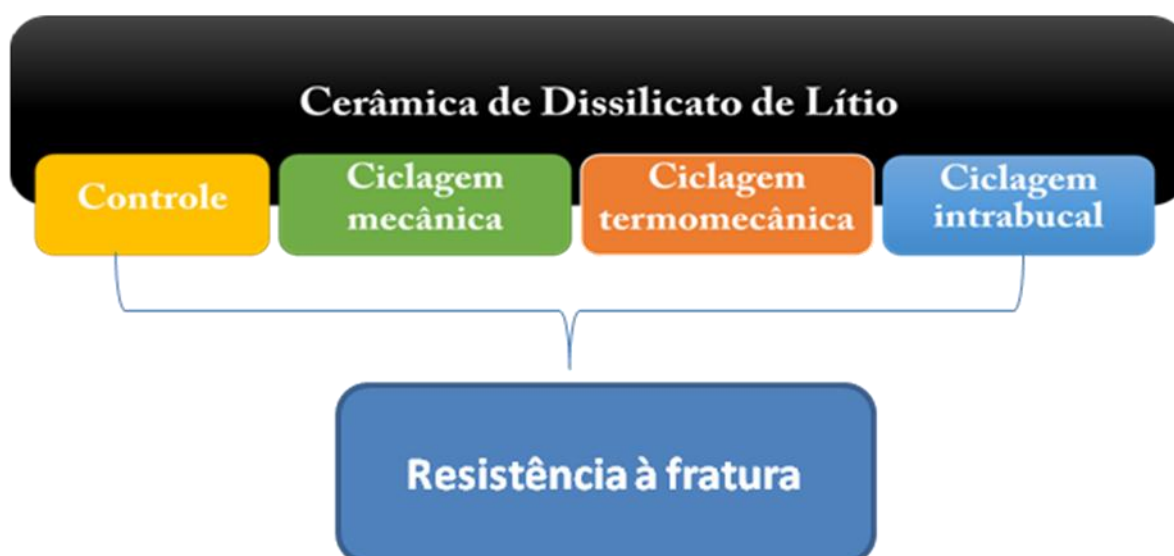 Cerâmica de Dissilicato de Lítio
Controle
Ciclagem
mecânica
Ciclagem
termomecânica
Ciclagem
intrabucal
Resistência à fratura